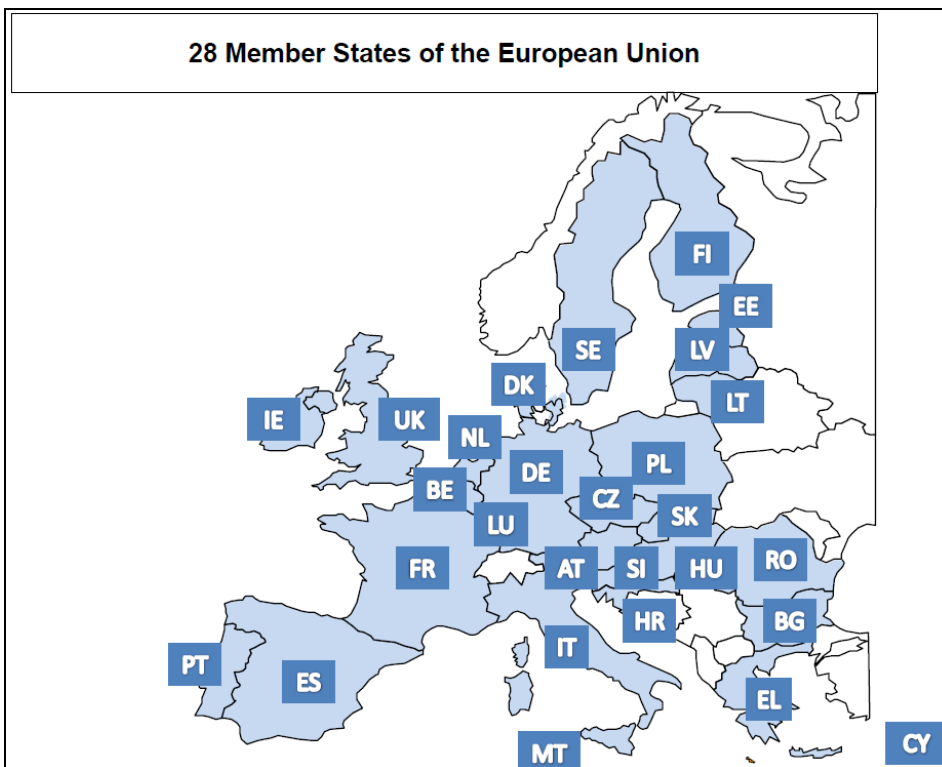 28 Member States of the European Union
FI
EE
SE
LV
DK
LT
IE
UK
NL
DE
PL
BE
CZ
SK
LU
FR
AT
SI
HU
RO
HR
BG
IT
PT
ES
EL
MT
CY